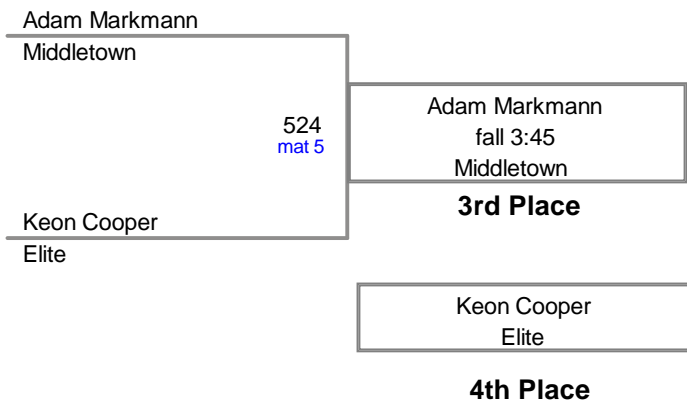 Adam Markmann
Middletown
524
mat 5
Adam Markmann
fall 3:45
Middletown
3rd Place
Keon Cooper
Elite
Keon Cooper
Elite
4th Place